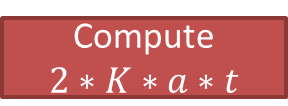 Compute
2 ∗ K ∗ a ∗ t